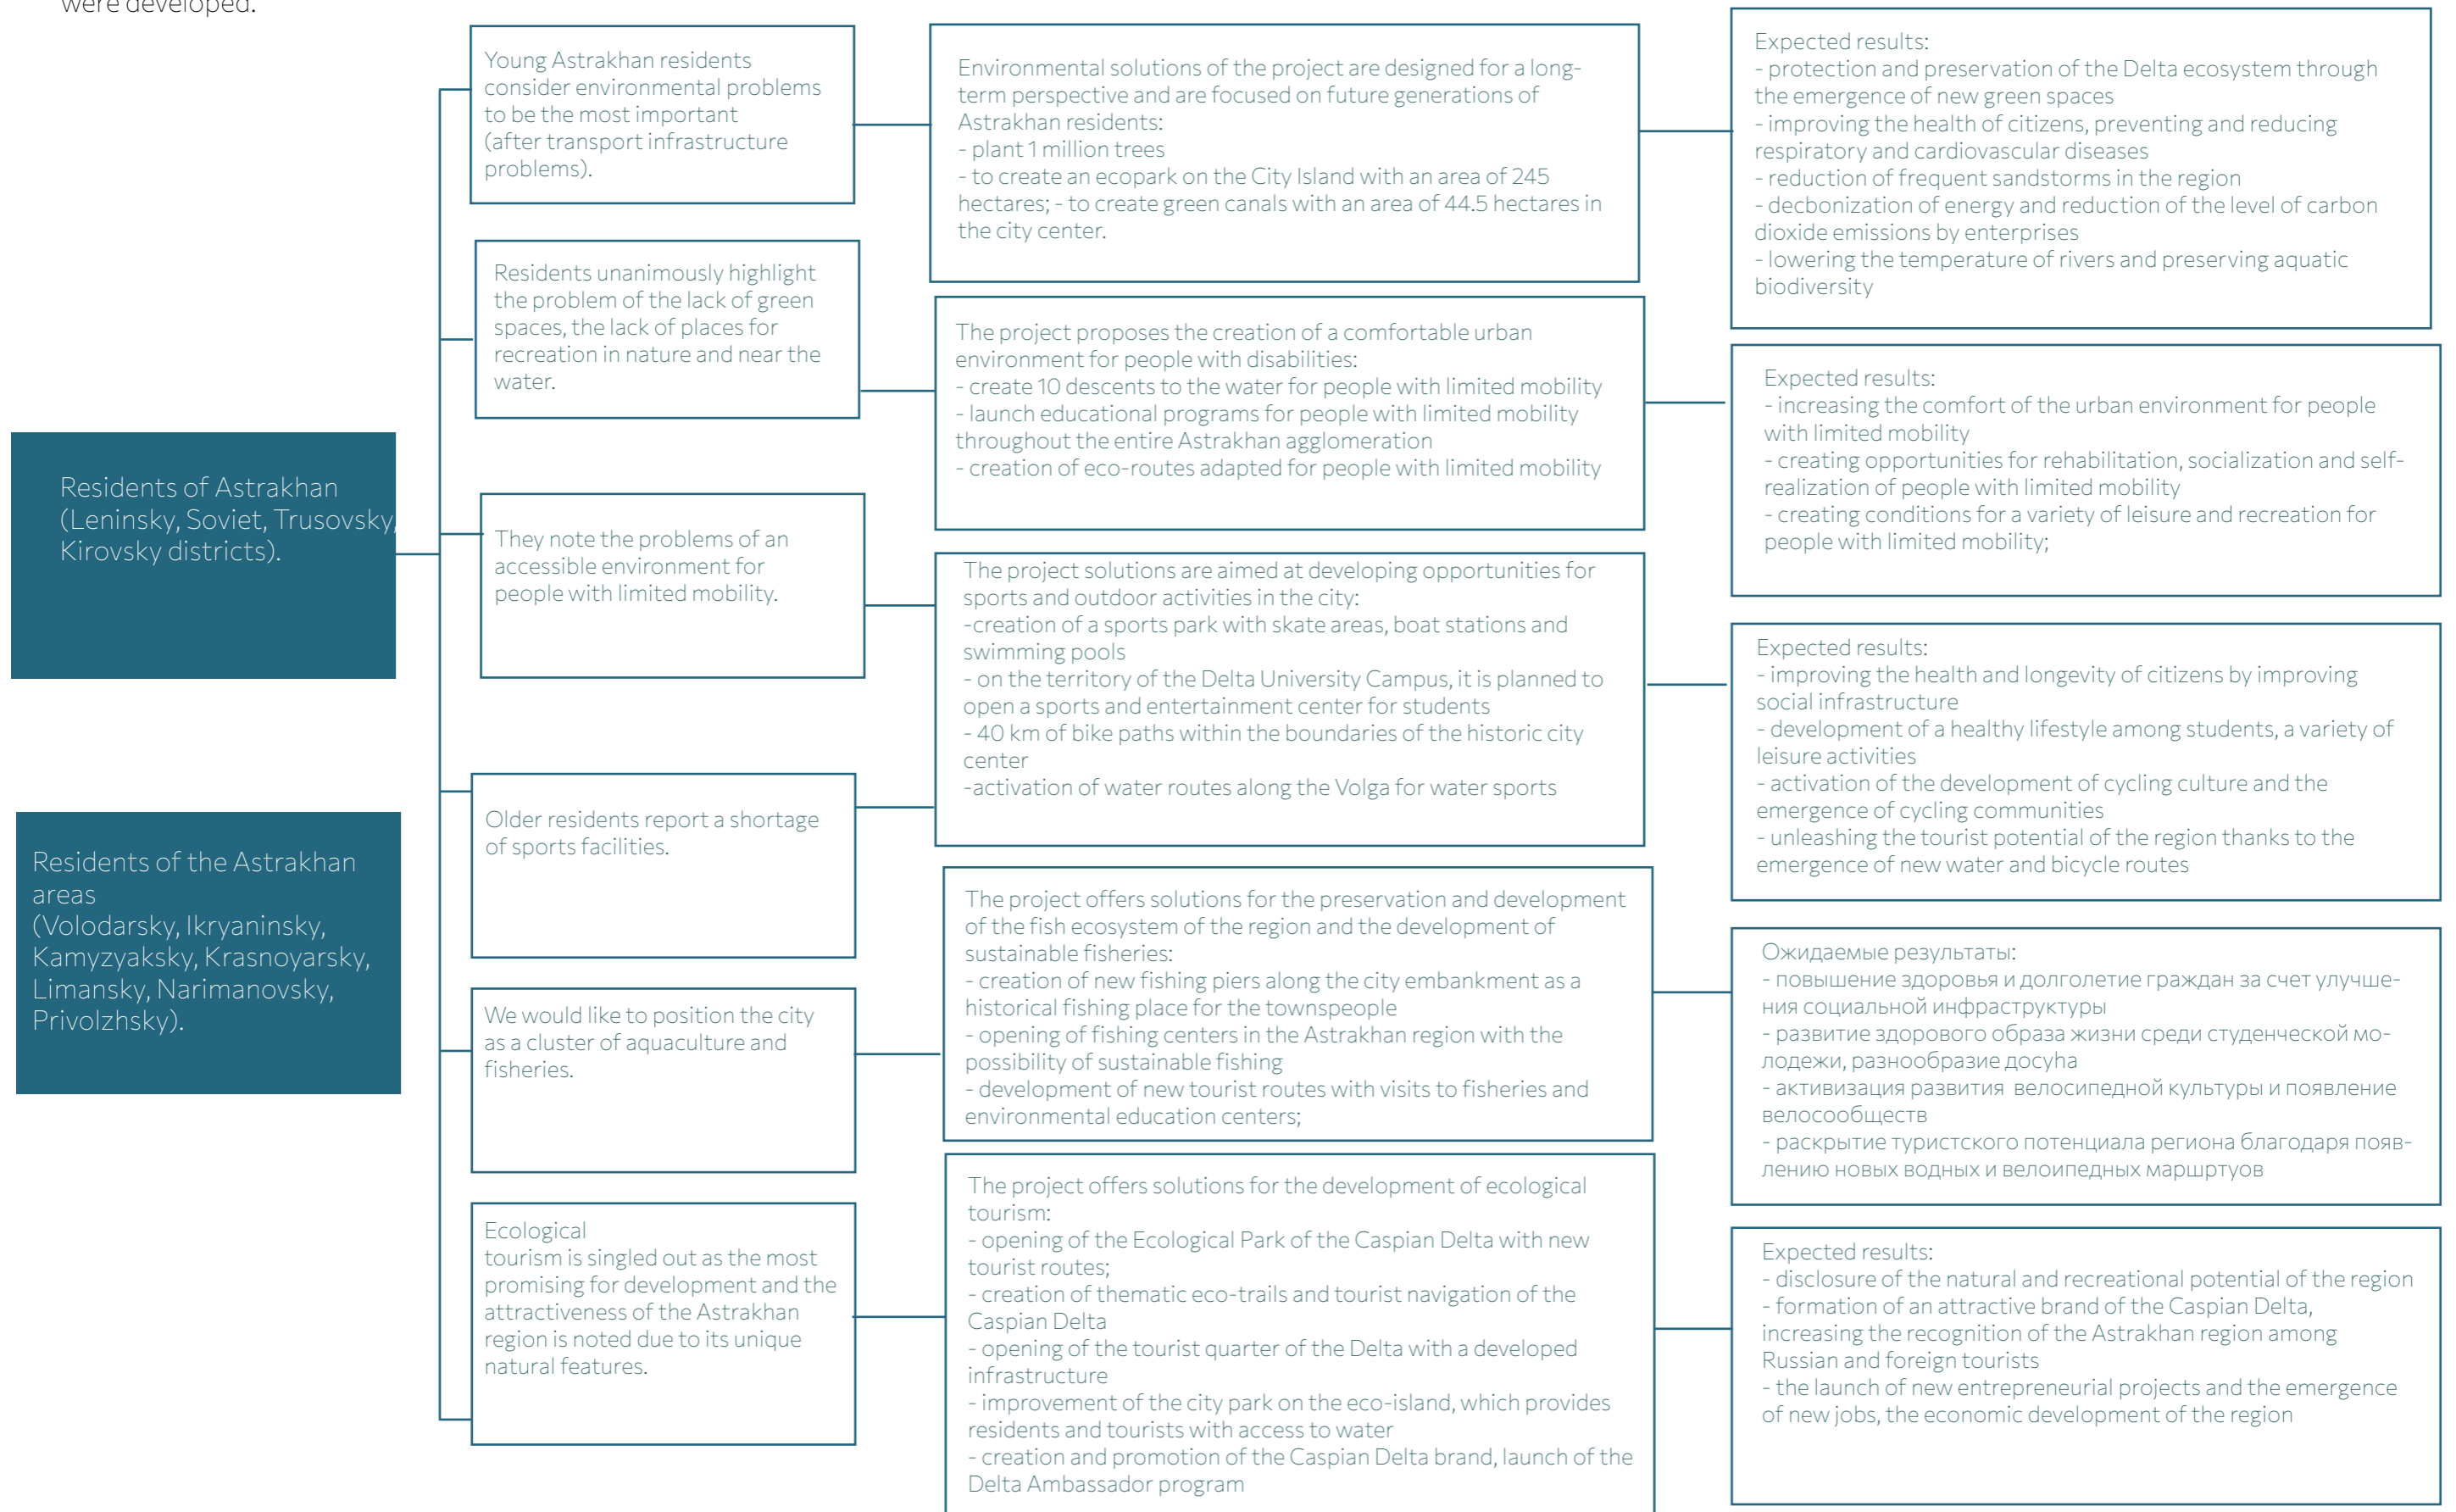 were developed.
Residents of Astrakhan
(Leninsky, Soviet, Trusovsky,
Kirovsky districts).
Residents of the Astrakhan
areas
(Volodarsky, Ikryaninsky,
Kamyzyaksky, Krasnoyarsky,
Limansky, Narimanovsky,
Privolzhsky).
Young Astrakhan residents
consider environmental problems
to be the most important
(after transport infrastructure
problems).
Residents unanimously highlight
the problem of the lack of green
spaces, the lack of places for
recreation in nature and near the
water.
They note the problems of an
accessible environment for
people with limited mobility.
Older residents report a shortage
of sports facilities.
We would like to position the city
as a cluster of aquaculture and
fisheries.
Ecological
tourism is singled out as the most
promising for development and the
attractiveness of the Astrakhan
region is noted due to its unique
natural features.
Environmental solutions of the project are designed for a long-
term perspective and are focused on future generations of
Astrakhan residents:
- plant 1 million trees
- to create an ecopark on the City Island with an area of 245
hectares; - to create green canals with an area of 44.5 hectares in
the city center.
The project proposes the creation of a comfortable urban
environment for people with disabilities:
- create 10 descents to the water for people with limited mobility
- launch educational programs for people with limited mobility
throughout the entire Astrakhan agglomeration
- creation of eco-routes adapted for people with limited mobility
The project solutions are aimed at developing opportunities for
sports and outdoor activities in the city:
-creation of a sports park with skate areas, boat stations and
swimming pools
- on the territory of the Delta University Campus, it is planned to
open a sports and entertainment center for students
- 40 km of bike paths within the boundaries of the historic city
center
-activation of water routes along the Volga for water sports
The project offers solutions for the preservation and development
of the fish ecosystem of the region and the development of
sustainable fisheries:
- creation of new fishing piers along the city embankment as a
historical fishing place for the townspeople
- opening of fishing centers in the Astrakhan region with the
possibility of sustainable fishing
- development of new tourist routes with visits to fisheries and
environmental education centers;
The project offers solutions for the development of ecological
tourism:
- opening of the Ecological Park of the Caspian Delta with new
tourist routes;
- creation of thematic eco-trails and tourist navigation of the
Caspian Delta
- opening of the tourist quarter of the Delta with a developed
infrastructure
- improvement of the city park on the eco-island, which provides
residents and tourists with access to water
- creation and promotion of the Caspian Delta brand, launch of the
Delta Ambassador program
Expected results:
- protection and preservation of the Delta ecosystem through
the emergence of new green spaces
- improving the health of citizens, preventing and reducing
respiratory and cardiovascular diseases
- reduction of frequent sandstorms in the region
- decbonization of energy and reduction of the level of carbon
dioxide emissions by enterprises
- lowering the temperature of rivers and preserving aquatic
biodiversity
Expected results:
- increasing the comfort of the urban environment for people
with limited mobility
- creating opportunities for rehabilitation, socialization and self-
realization of people with limited mobility
- creating conditions for a variety of leisure and recreation for
people with limited mobility;
Expected results:
- improving the health and longevity of citizens by improving
social infrastructure
- development of a healthy lifestyle among students, a variety of
leisure activities
- activation of the development of cycling culture and the
emergence of cycling communities
- unleashing the tourist potential of the region thanks to the
emergence of new water and bicycle routes
Ожидаемые результаты:
- повышение здоровья и долголетие граждан за счет улучше-
ния социальной инфраструктуры
- развитие здорового образа жизни среди студенческой мо-
лодежи, разнообразие досуhа
- активизация развития велосипедной культуры и появление
велосообществ
- раскрытие туристского потенциала региона благодаря появ-
лению новых водных и велоипедных маршртуов
Expected results:
- disclosure of the natural and recreational potential of the region
- formation of an attractive brand of the Caspian Delta,
increasing the recognition of the Astrakhan region among
Russian and foreign tourists
- the launch of new entrepreneurial projects and the emergence
of new jobs, the economic development of the region